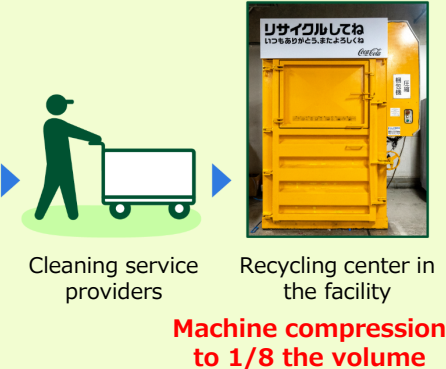 リサイクルしてね
いつもありがとう、またよろしくね
Coca-Cola
Cleaning service
providers
Recycling center in
the facility
Machine compression
to 1/8 the volume